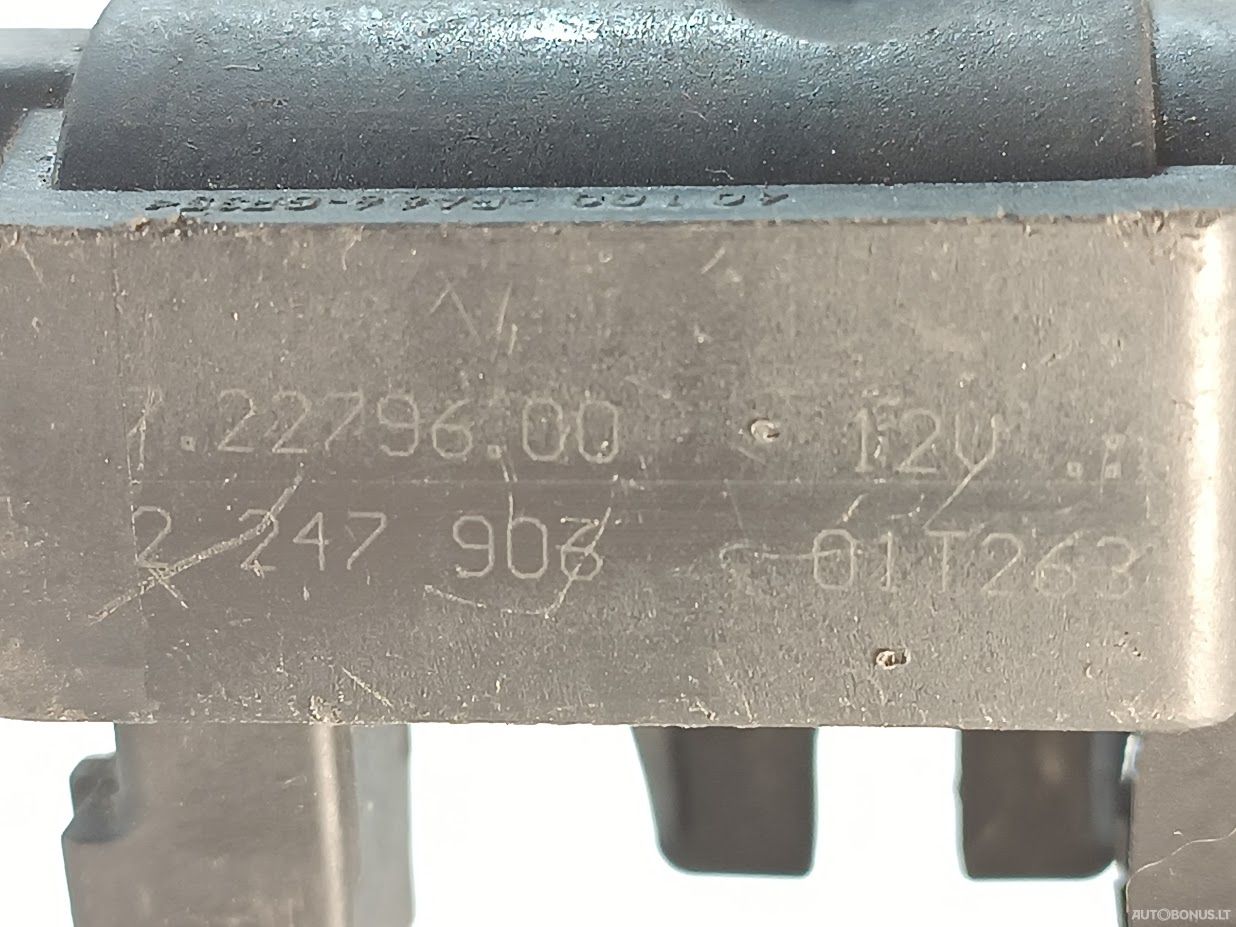 7.22796.00 12V
2 247 906 01T263
AUTOBONUS.LT